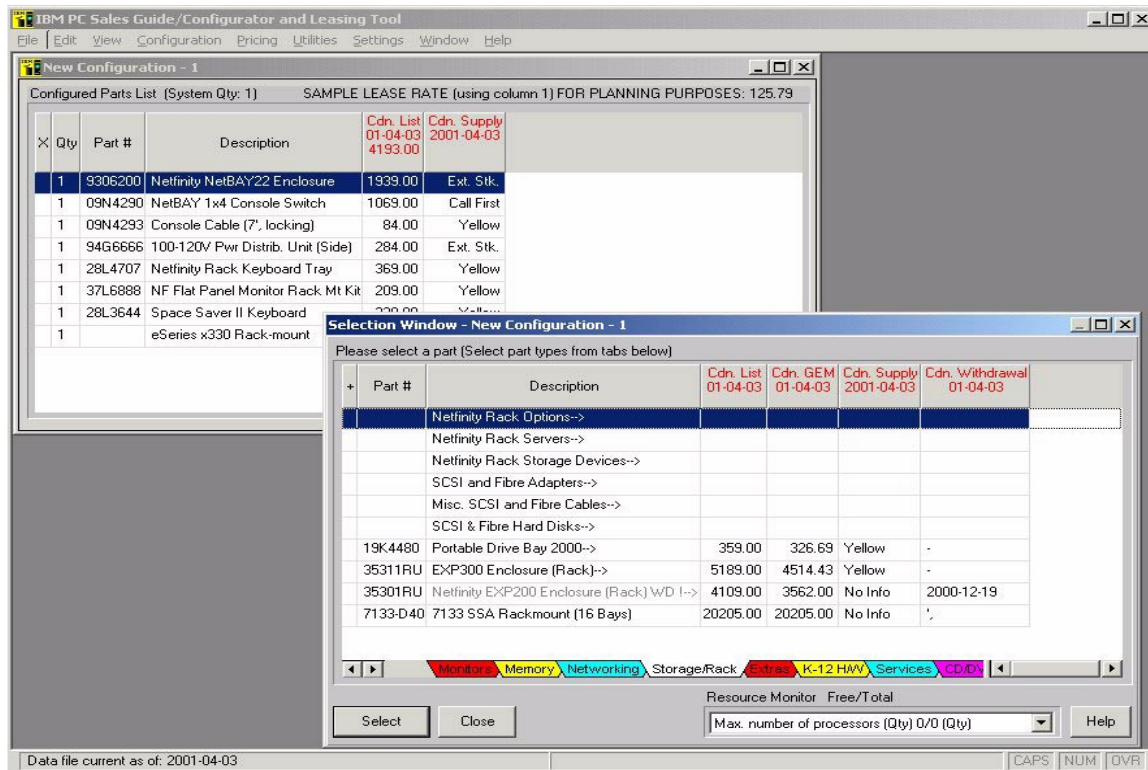 IBM PC Sales Guide/Configurator and Leasing Tool
File Edit View Configuration Pricing Utilities Settings Window Help
New Configuration - 1
Configured Parts List (System Qty: 1) SAMPLE LEASE RATE (using column 1) FOR PLANNING PURPOSES: 125.79
X Qty Part # Description Cdn. List 01-04-03 4193.00 Cdn. Supply 2001-04-03
1 9306200 Netfinity NetBAY22 Enclosure 1939.00 Ext. Stk.
1 09N4290 NetBAY 1x4 Console Switch 1069.00 Call First
1 09N4293 Console Cable (7', locking) 84.00 Yellow
1 94G6666 100-120V Pwr Distrib. Unit (Side) 284.00 Ext. Stk.
1 28L4707 Netfinity Rack Keyboard Tray 369.00 Yellow
1 37L6888 NF Flat Panel Monitor Rack Mt Kit 209.00 Yellow
1 28L3644 Space Saver II Keyboard
1 eSeries x330 Rack-mount
Selection Window - New Configuration - 1
Please select a part (Select part types from tabs below)
+ Part # Description Cdn. List 01-04-03 Cdn. GEM 01-04-03 Cdn. Supply 2001-04-03 Cdn. Withdrawal 01-04-03
Netfinity Rack Options-->
Netfinity Rack Servers-->
Netfinity Rack Storage Devices-->
SCSI and Fibre Adapters-->
Misc. SCSI and Fibre Cables-->
SCSI & Fibre Hard Disks-->
19K4480 Portable Drive Bay 2000--> 359.00 326.69 Yellow -
35311RU EXP300 Enclosure (Rack)--> 5189.00 4514.43 Yellow -
35301RU Netfinity EXP200 Enclosure (Rack) WD !--> 4109.00 3562.00 No Info 2000-12-19
7133-D40 7133 SSA Rackmount (16 Bays) 20205.00 20205.00 No Info ',
Monitors Memory Networking Storage/Rack Extras K-12 H/W Services CD/DV
Resource Monitor Free/Total
Select Close Max. number of processors (Qty) 0/0 (Qty) Help
Data file current as of: 2001-04-03 CAPS NUM OVR